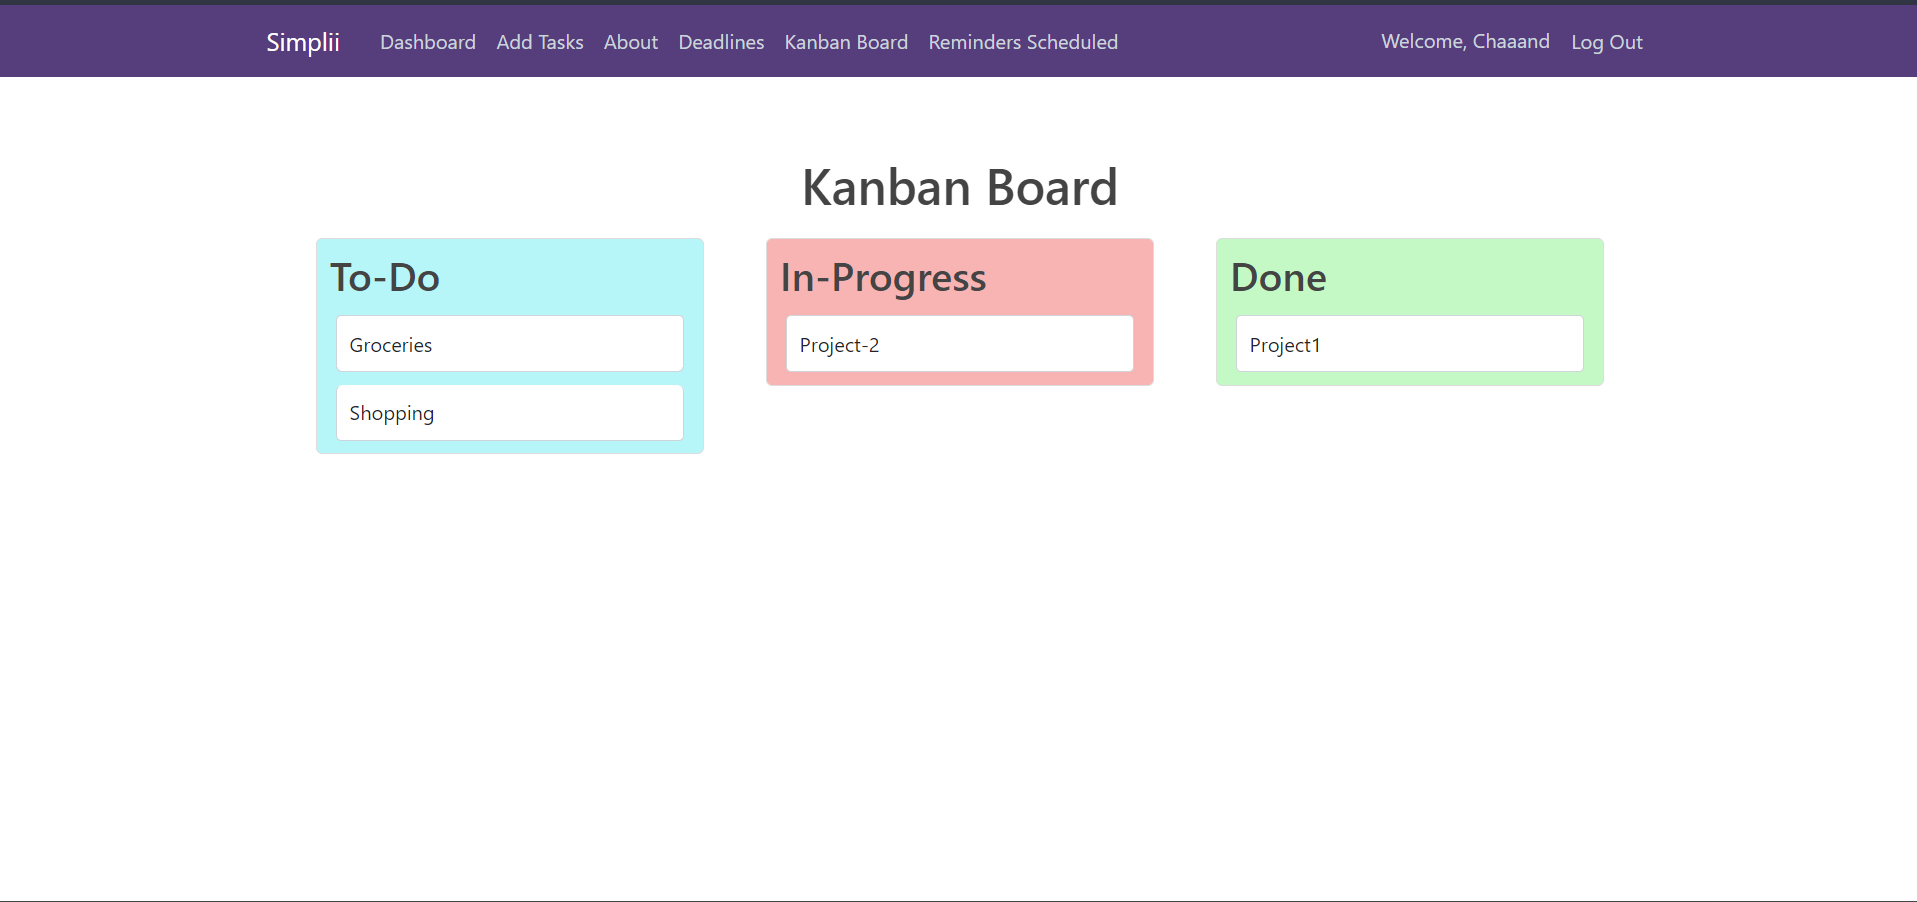 Simplii Dashboard Add Tasks About Deadlines Kanban Board Reminders Scheduled Welcome, Chaaand Log Out
Kanban Board
To-Do
Groceries
Shopping
In-Progress
Project-2
Done
Project1